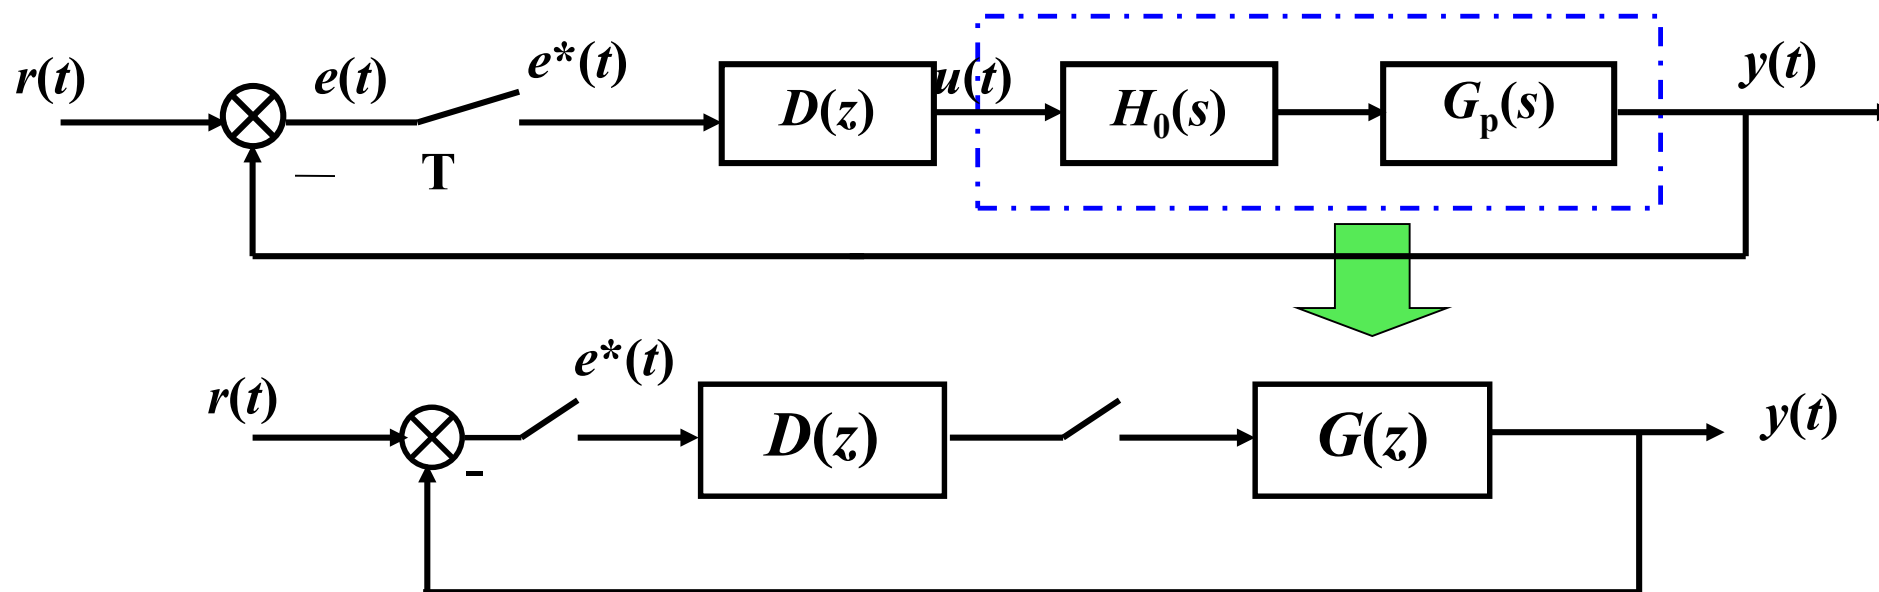 r(t)
e(t)
e*(t)
T
D(z)
u(t)
H₀(s)
Gₚ(s)
y(t)
r(t)
e*(t)
D(z)
G(z)
y(t)